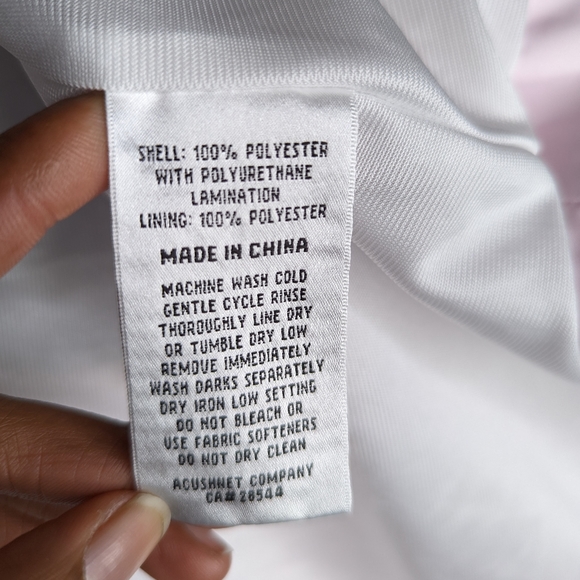 SHELL: 100% POLYESTER
WITH POLYURETHANE
LAMINATION
LINING: 100% POLYESTER
MADE IN CHINA
MACHINE WASH COLD
GENTLE CYCLE RINSE
THOROUGHLY LINE DRY
OR TUMBLE DRY LOW
REMOVE IMMEDIATELY
WASH DARKS SEPARATELY
DRY IRON LOW SETTING
DO NOT BLEACH OR
USE FABRIC SOFTENERS
DO NOT DRY CLEAN
ACUSHNET COMPANY
CA# 26544